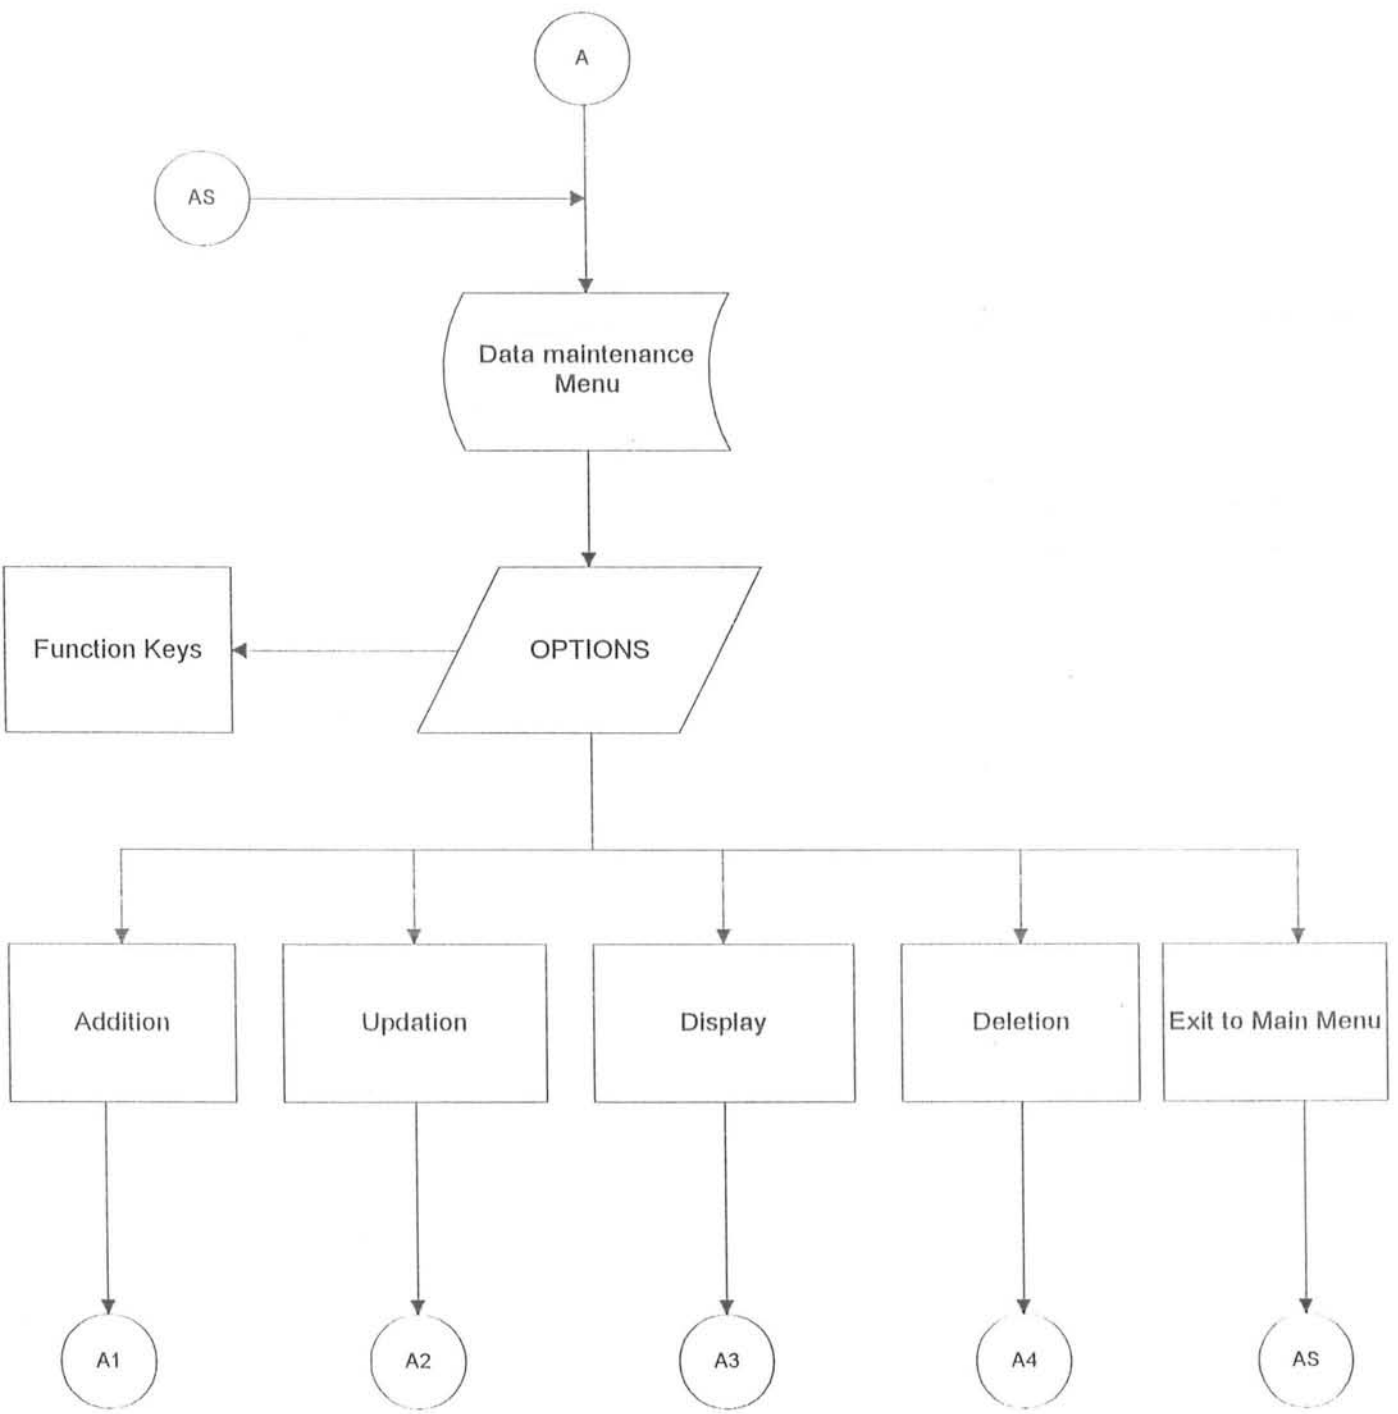 A
AS
Data maintenance
Menu
Function Keys
OPTIONS
Addition
Updation
Display
Deletion
Exit to Main Menu
A1
A2
A3
A4
AS